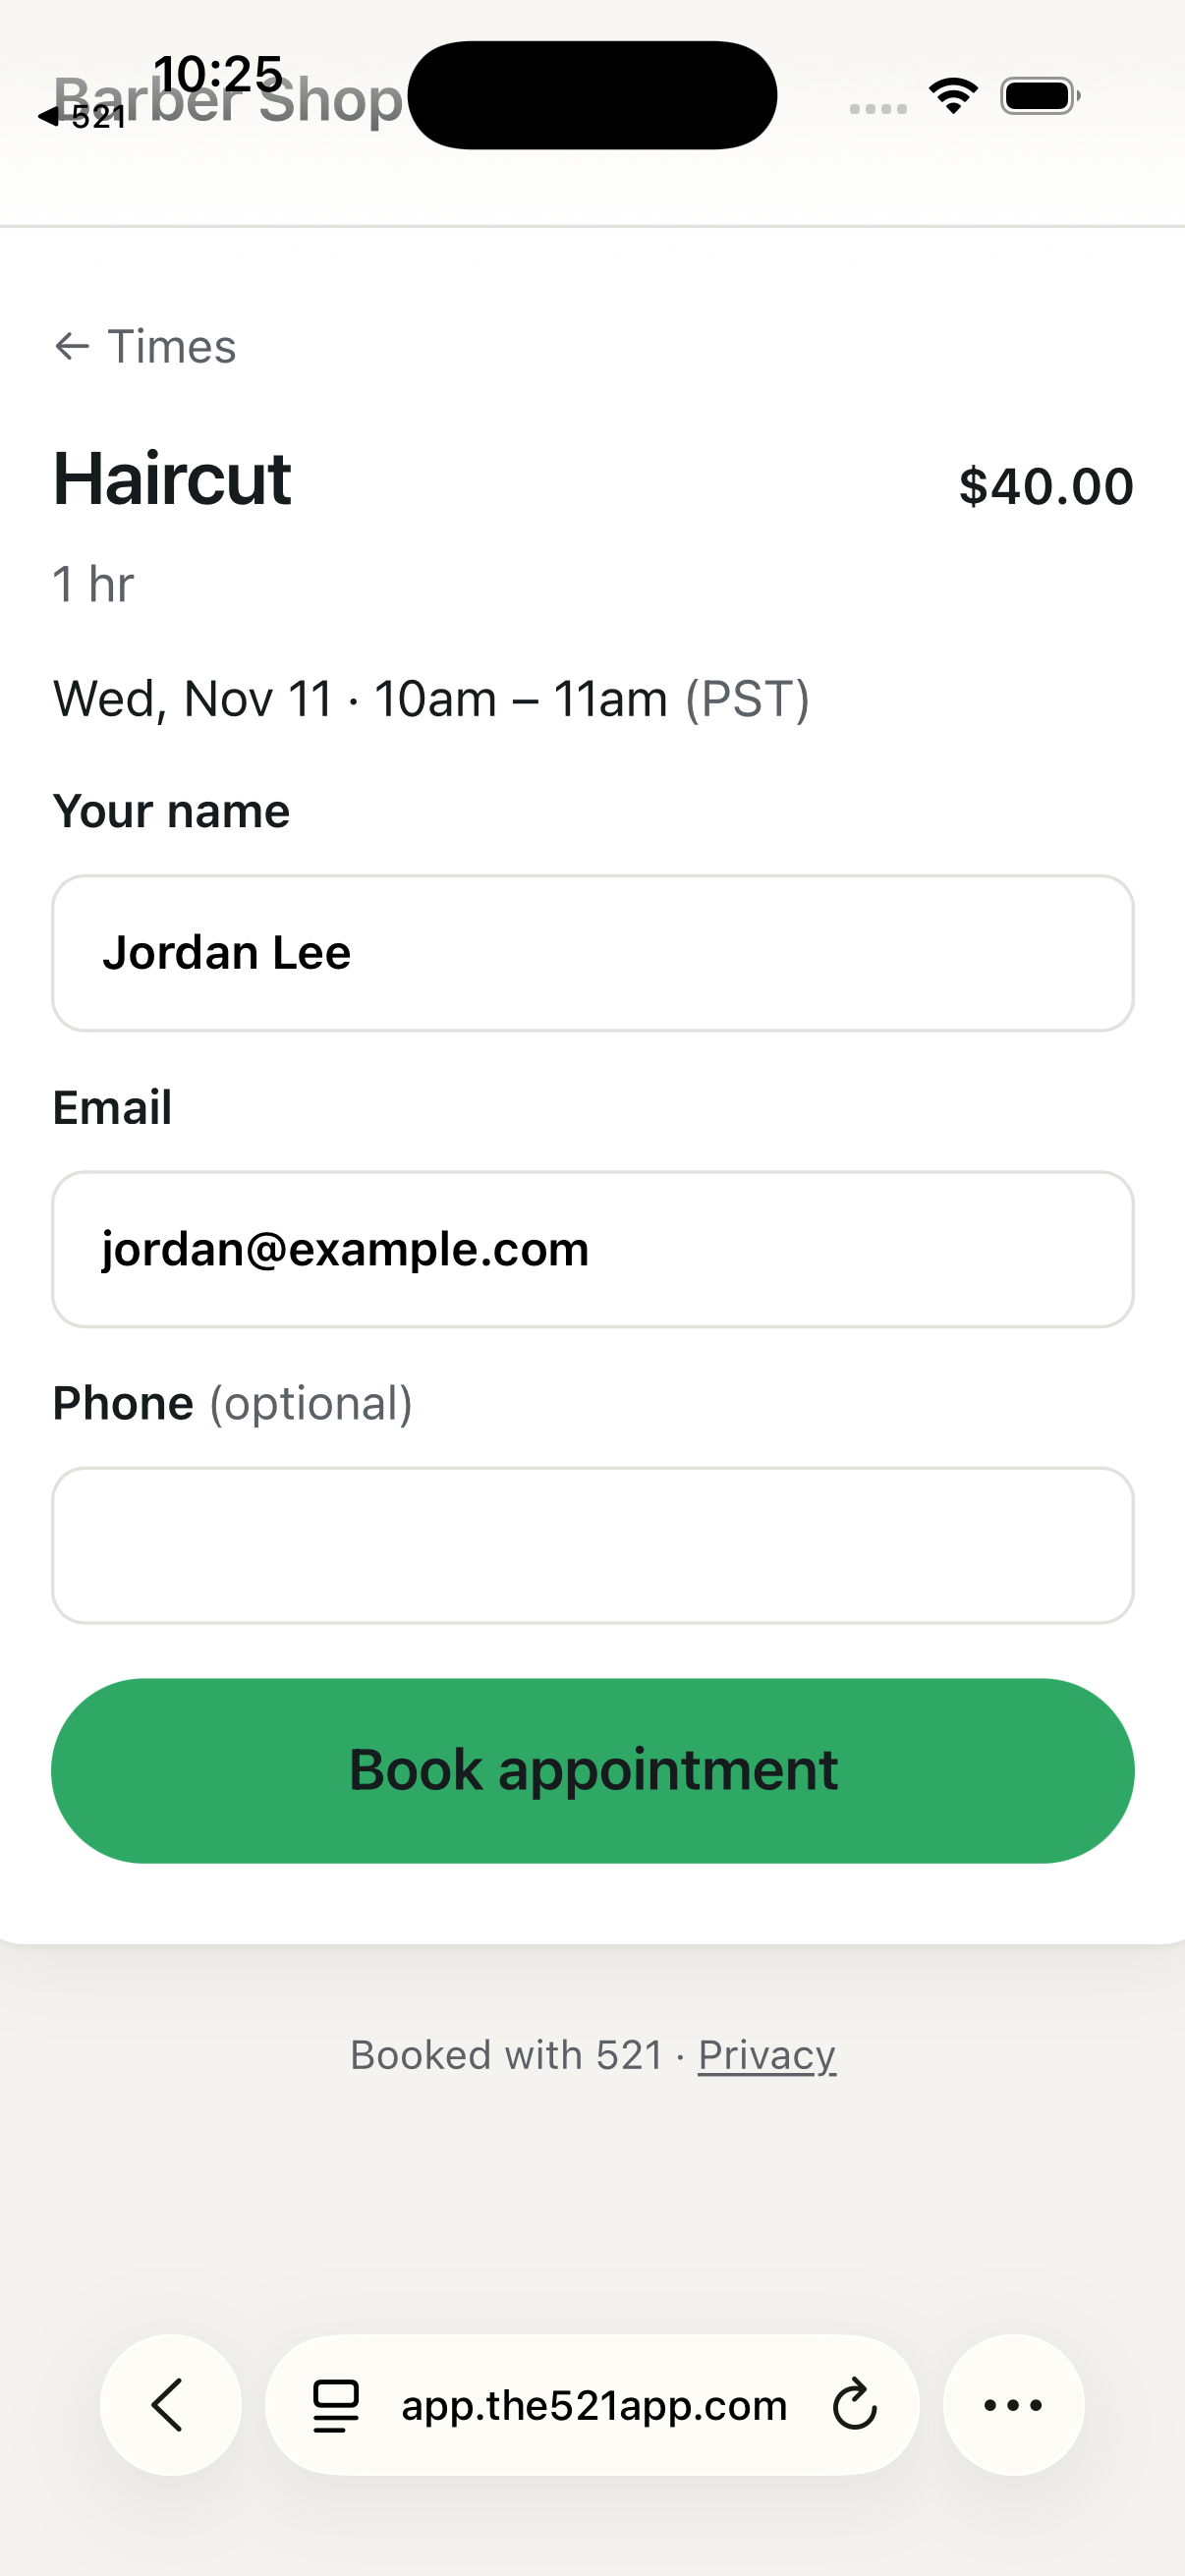 10:25
Barber Shop
◀ 521
← Times
Haircut $40.00
1 hr
Wed, Nov 11 · 10am – 11am (PST)
Your name
Jordan Lee
Email
jordan@example.com
Phone (optional)
Book appointment
Booked with 521 · Privacy
app.the521app.com